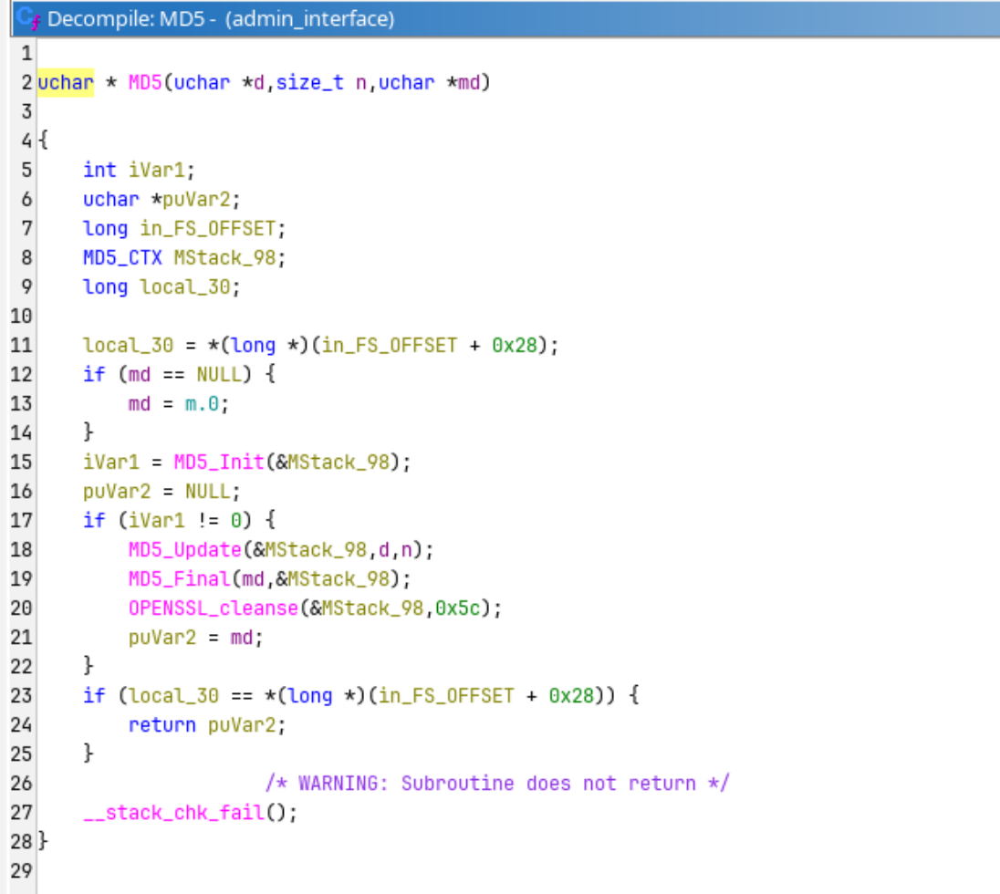 Decompile: MD5 - (admin_interface)
1
2 uchar * MD5(uchar *d,size_t n,uchar *md)
3
4 {
5     int iVar1;
6     uchar *puVar2;
7     long in_FS_OFFSET;
8     MD5_CTX MStack_98;
9     long local_30;
10
11     local_30 = *(long *)(in_FS_OFFSET + 0x28);
12     if (md == NULL) {
13         md = m.0;
14     }
15     iVar1 = MD5_Init(&MStack_98);
16     puVar2 = NULL;
17     if (iVar1 != 0) {
18         MD5_Update(&MStack_98,d,n);
19         MD5_Final(md,&MStack_98);
20         OPENSSL_cleanse(&MStack_98,0x5c);
21         puVar2 = md;
22     }
23     if (local_30 == *(long *)(in_FS_OFFSET + 0x28)) {
24         return puVar2;
25     }
26                     /* WARNING: Subroutine does not return */
27     __stack_chk_fail();
28 }
29